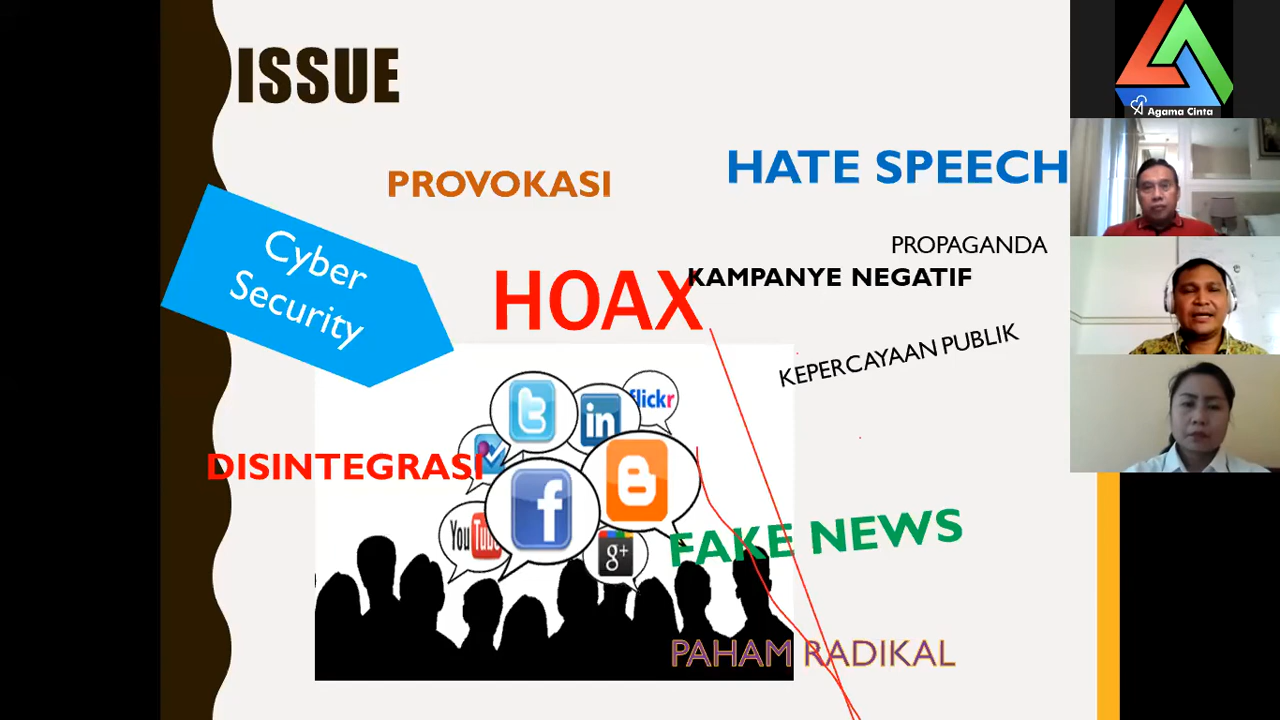 ISSUE
Agama Cinta
HATE SPEECH
PROVOKASI
PROPAGANDA
Cyber
Security
HOAX
KAMPANYE NEGATIF
KEPERCAYAAN PUBLIK
flickr
t
in
DISINTEGRASI
B
f
You Tube
g+
FAKE NEWS
PAHAM RADIKAL